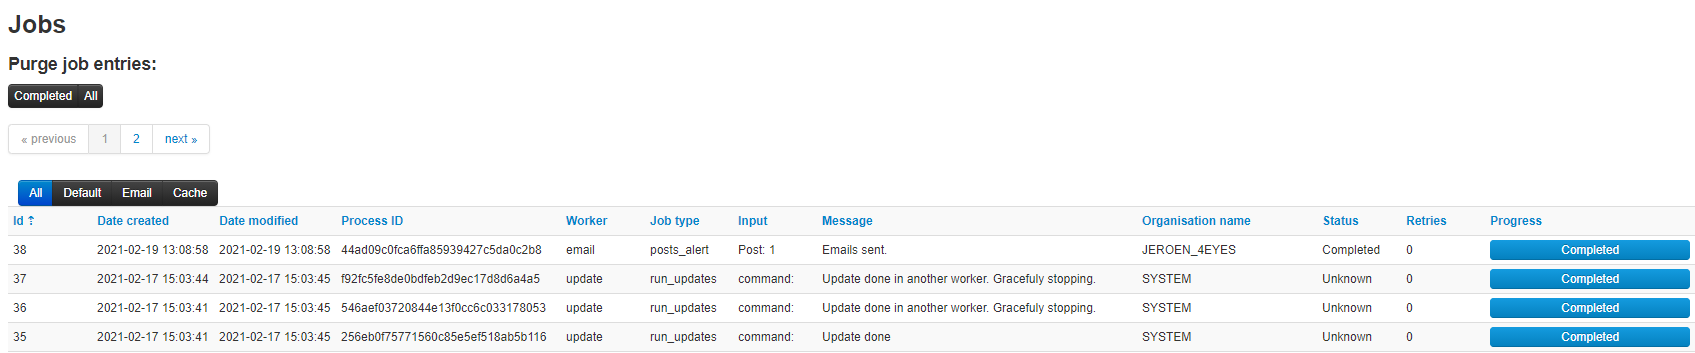 Jobs
Purge job entries:
Completed All
« previous 1 2 next »
All Default Email Cache
Id ⇡ Date created Date modified Process ID Worker Job type Input Message Organisation name Status Retries Progress
38 2021-02-19 13:08:58 2021-02-19 13:08:58 44ad09c0fca6ffa85939427c5da0c2b8 email posts_alert Post: 1 Emails sent. JEROEN_4EYES Completed 0 Completed
37 2021-02-17 15:03:44 2021-02-17 15:03:45 f92fc5fe8de0bdfeb2d9ec17d8d6a4a5 update run_updates command: Update done in another worker. Gracefuly stopping. SYSTEM Unknown 0 Completed
36 2021-02-17 15:03:41 2021-02-17 15:03:45 546aef03720844e13f0cc6c033178053 update run_updates command: Update done in another worker. Gracefuly stopping. SYSTEM Unknown 0 Completed
35 2021-02-17 15:03:41 2021-02-17 15:03:45 256eb0f75771560c85e5ef518ab5b116 update run_updates command: Update done SYSTEM Unknown 0 Completed